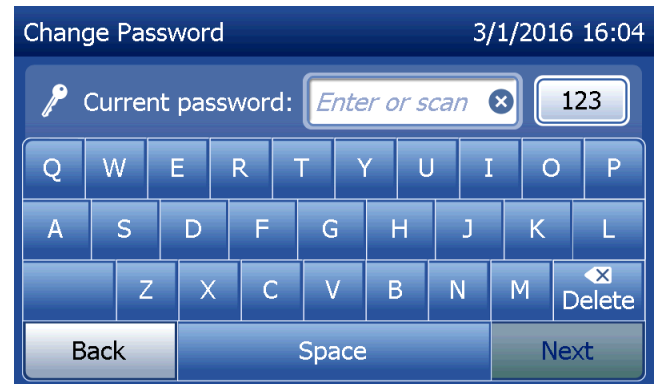 Change Password 3/1/2016 16:04
Current password: Enter or scan 123
Q W E R T Y U I O P
A S D F G H J K L
Z X C V B N M Delete
Back Space Next